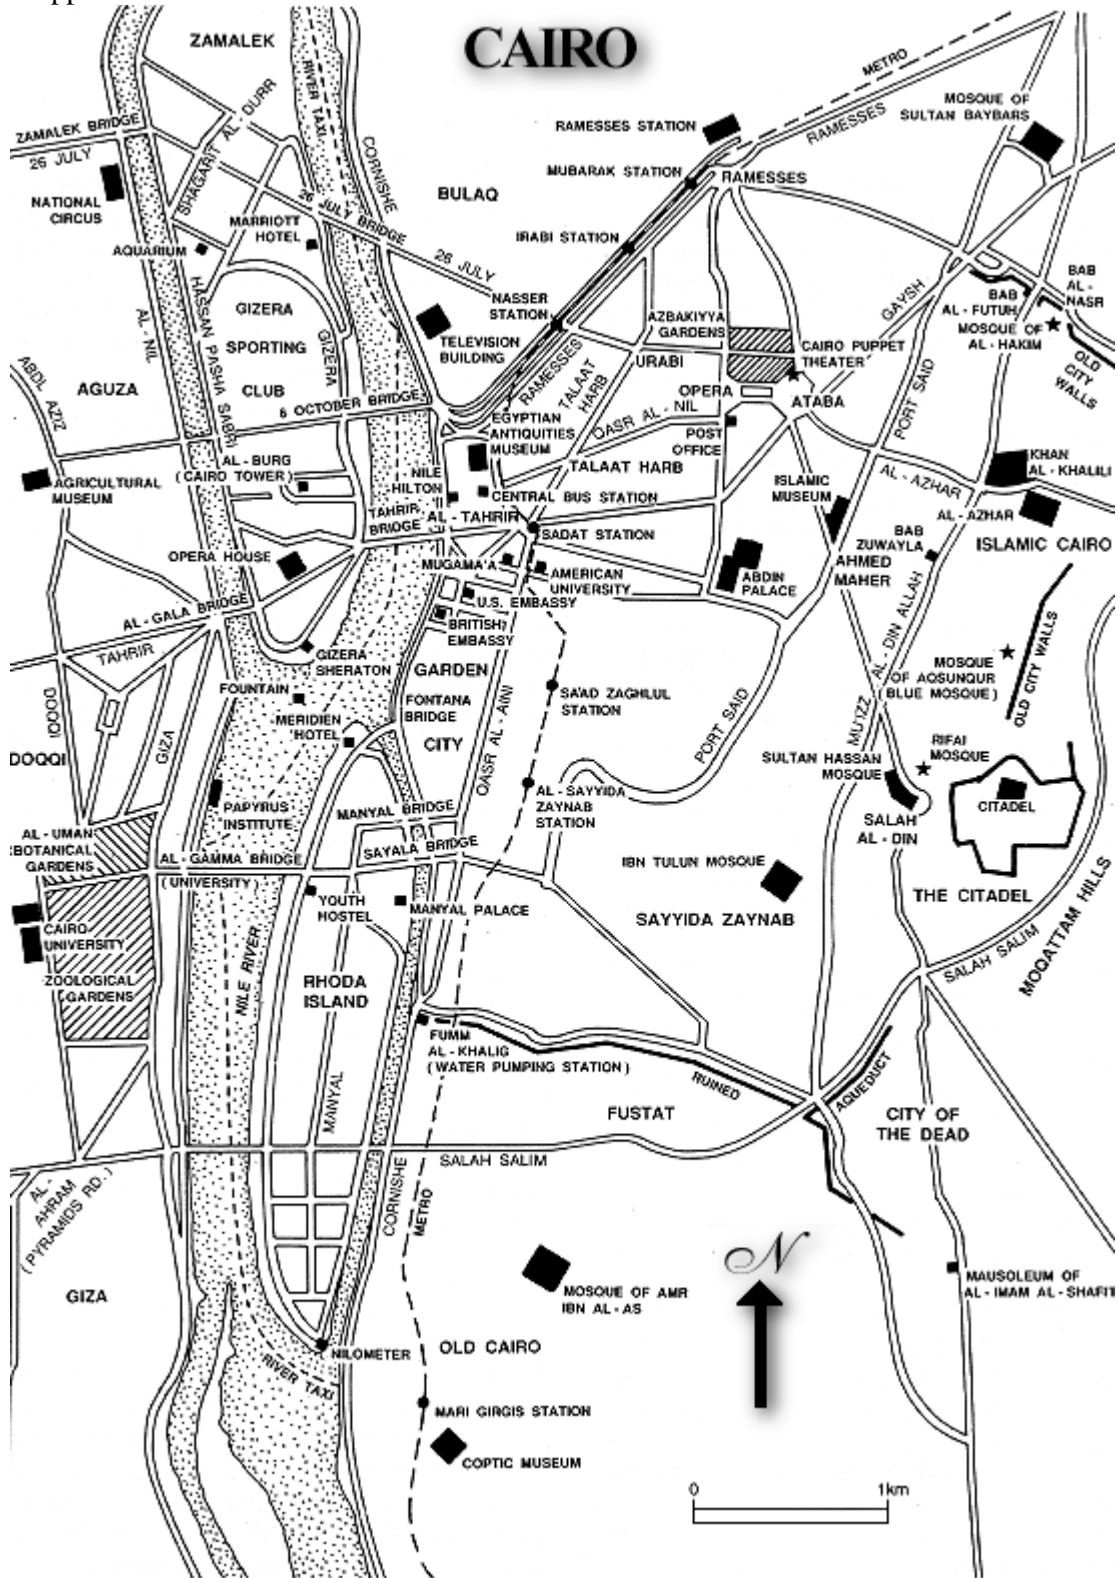 CAIRO
ZAMALEK
RIVER TAXI
METRO
RAMESSES
AL-DURR
SHAGARIT
ZAMALEK BRIDGE
26 JULY
CORNISHE
RAMESSES STATION
MOSQUE OF
SULTAN BAYBARS
MUBARAK STATION
RAMESSES
BULAQ
NATIONAL
CIRCUS
26 JULY BRIDGE
MARRIOTT
HOTEL
AQUARIUM
IRABI STATION
26 JULY
HASSAN PASHA SABRI
AL - NIL
GIZERA
SPORTING
CLUB
GIZERA
NASSER
STATION
TELEVISION
BUILDING
RAMESSES
TALAAT
HARB
AZBAKIYYA
GARDENS
URABI
GAYSH
BAB
AL - FUTUH
BAB
AL -
NASR
MOSQUE OF
AL - HAKIM
OLD
CITY
WALLS
CAIRO PUPPET
THEATER
OPERA
ATABA
PORT SAID
ABDL AZIZ
AGUZA
6 OCTOBER BRIDGE
EGYPTIAN
ANTIQUITIES
MUSEUM
QASR AL - NIL
POST
OFFICE
TALAAT HARB
AL - BURG
( CAIRO TOWER )
AGRICULTURAL
MUSEUM
NILE
HILTON
CENTRAL BUS STATION
ISLAMIC
MUSEUM
AL - AZHAR
KHAN
AL - KHALILI
AL - AZHAR
TAHRIR
BRIDGE
AL - TAHRIR
SADAT STATION
BAB
ZUWAYLA
ISLAMIC CAIRO
AHMED
MAHER
OPERA HOUSE
MUGAMA'A
AMERICAN
UNIVERSITY
ABDIN
PALACE
U.S. EMBASSY
BRITISH
EMBASSY
AL - GALA BRIDGE
TAHRIR
GIZERA
SHERATON
GARDEN
CITY
MU'IZZ AL - DIN ALLAH
OLD CITY WALLS
MOSQUE
OF AQSUNQUR
BLUE MOSQUE )
FOUNTAIN
FONTANA
BRIDGE
SA'AD ZAGHLUL
STATION
MERIDIEN
HOTEL
DOQQI
DOQQI
GIZA
QASR AL - AINI
PORT SAID
SULTAN HASSAN
MOSQUE
RIFAI
MOSQUE
CITADEL
PAPYRUS
INSTITUTE
MANYAL BRIDGE
AL - SAYYIDA
ZAYNAB
STATION
SALAH
AL - DIN
AL - UMAN
BOTANICAL
GARDENS
SAYALA BRIDGE
AL - GAMMA BRIDGE
( UNIVERSITY )
IBN TULUN MOSQUE
THE CITADEL
YOUTH
HOSTEL
MANYAL PALACE
SAYYIDA ZAYNAB
CAIRO
UNIVERSITY
NILE RIVER
MOQATTAM HILLS
SALAH SALIM
ZOOLOGICAL
GARDENS
RHODA
ISLAND
FUMM
AL - KHALIG
( WATER PUMPING STATION )
RUINED
AQUEDUCT
MANYAL
FUSTAT
CITY OF
THE DEAD
SALAH SALIM
CORNISHE
METRO
AL -
AHRAM
( PYRAMIDS RD. )
N
GIZA
MOSQUE OF AMR
IBN AL - AS
MAUSOLEUM OF
AL - IMAM AL - SHAFIT
NILOMETER
OLD CAIRO
RIVER TAXI
MARI GIRGIS STATION
COPTIC MUSEUM
0
1km